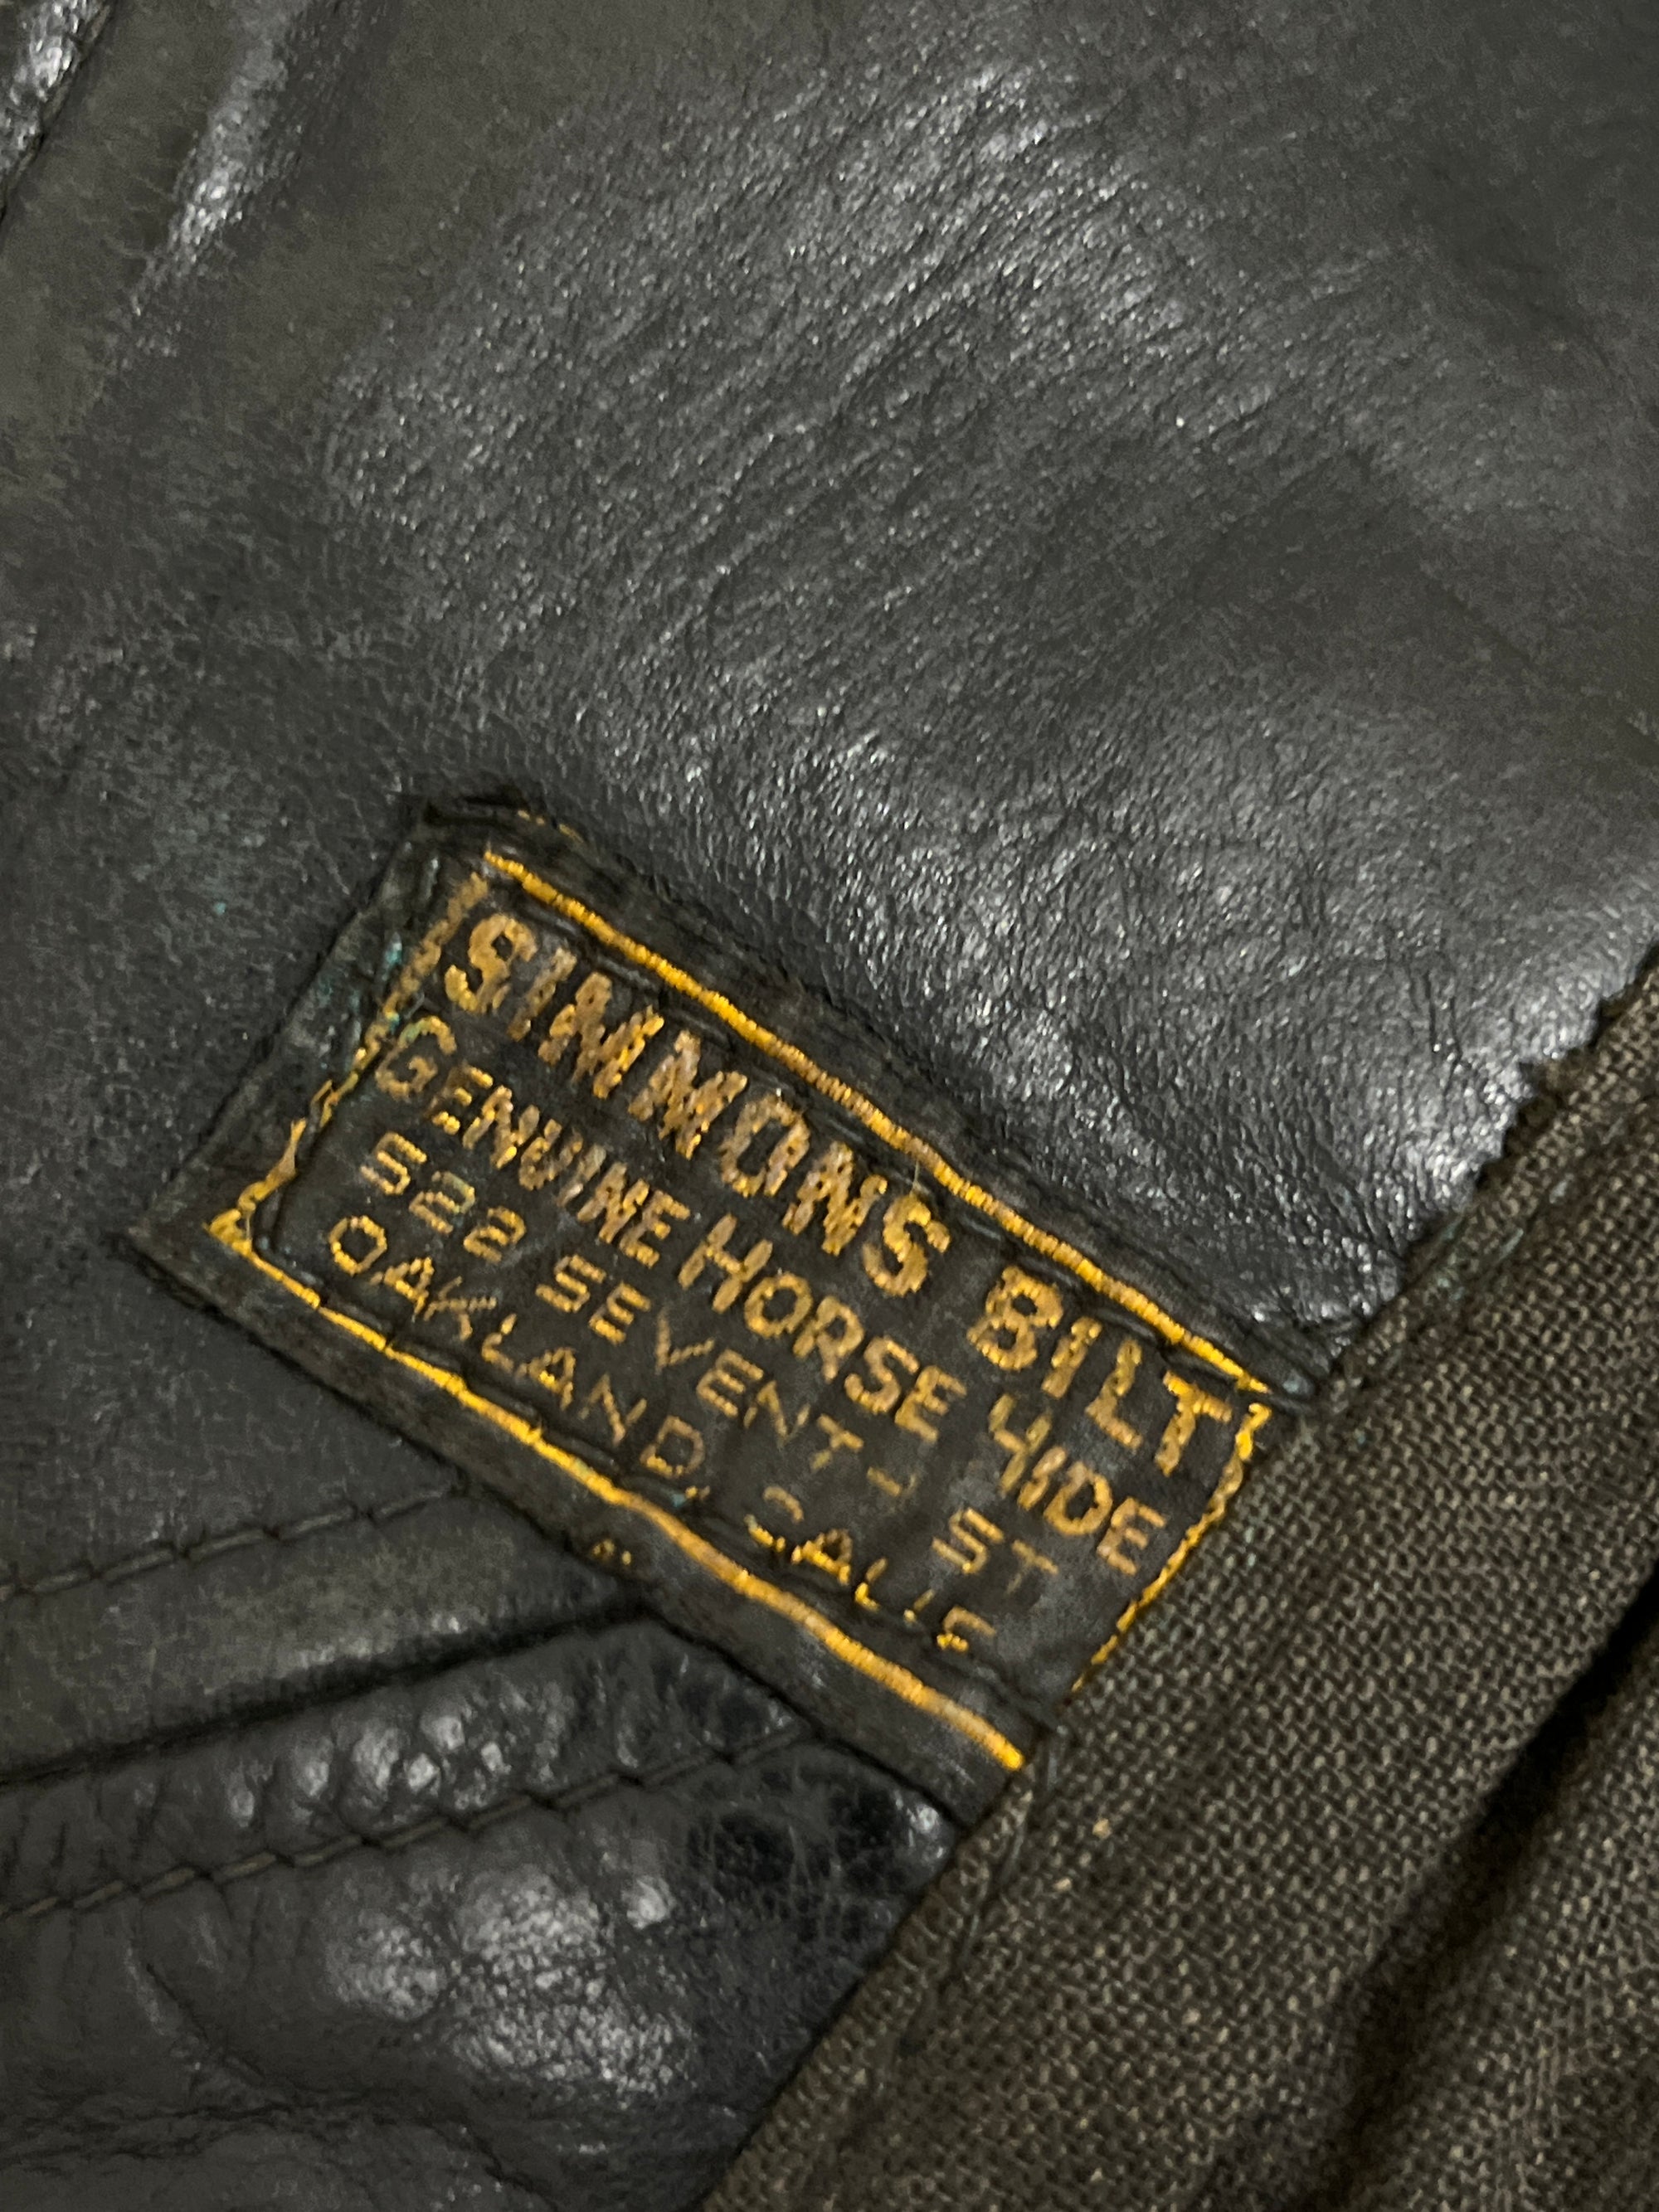 SIMMONS BILT
GENUINE HORSE HIDE
522 SEVENTH ST
OAKLAND, CALIF